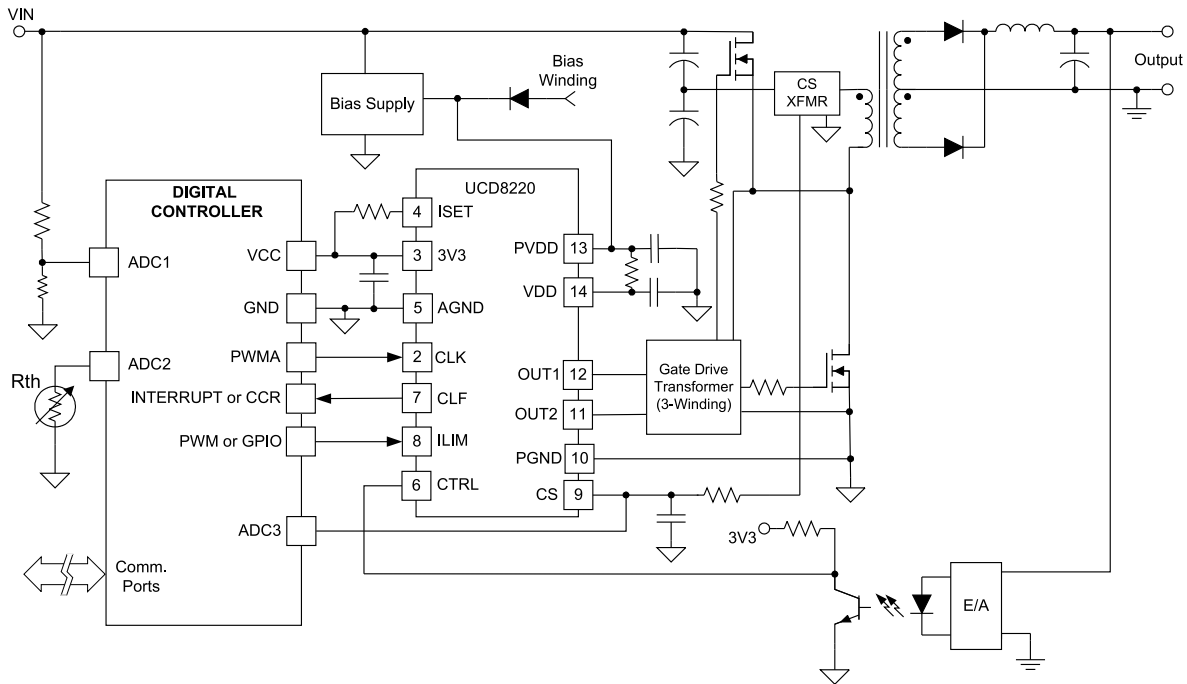 VIN
Bias
Winding
Bias Supply
CS
XFMR
Output
DIGITAL
CONTROLLER
UCD8220
4
ISET
VCC
3
3V3
PVDD
13
ADC1
VDD
14
GND
5
AGND
ADC2
PWMA
2
CLK
OUT1
12
Gate Drive
Transformer
(3-Winding)
Rth
INTERRUPT or CCR
7
CLF
OUT2
11
PWM or GPIO
8
ILIM
PGND
10
6
CTRL
CS
9
ADC3
3V3
Comm.
Ports
E/A